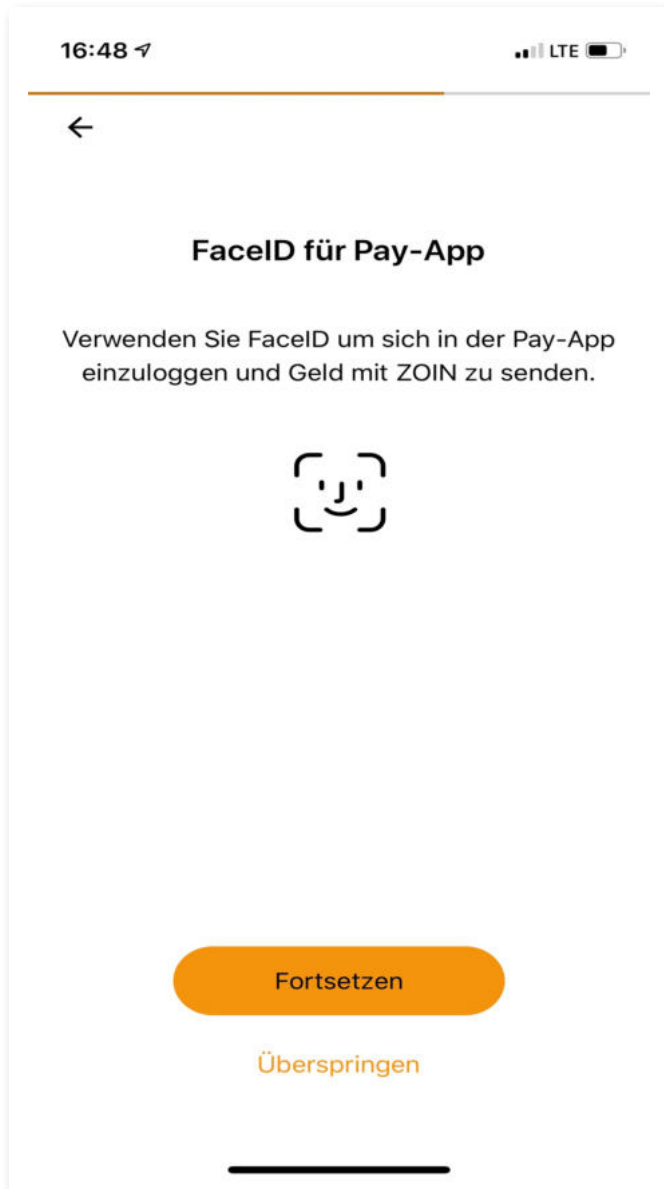 16:48
LTE
FaceID für Pay-App
Verwenden Sie FaceID um sich in der Pay-App
einzuloggen und Geld mit ZOIN zu senden.
Fortsetzen
Überspringen